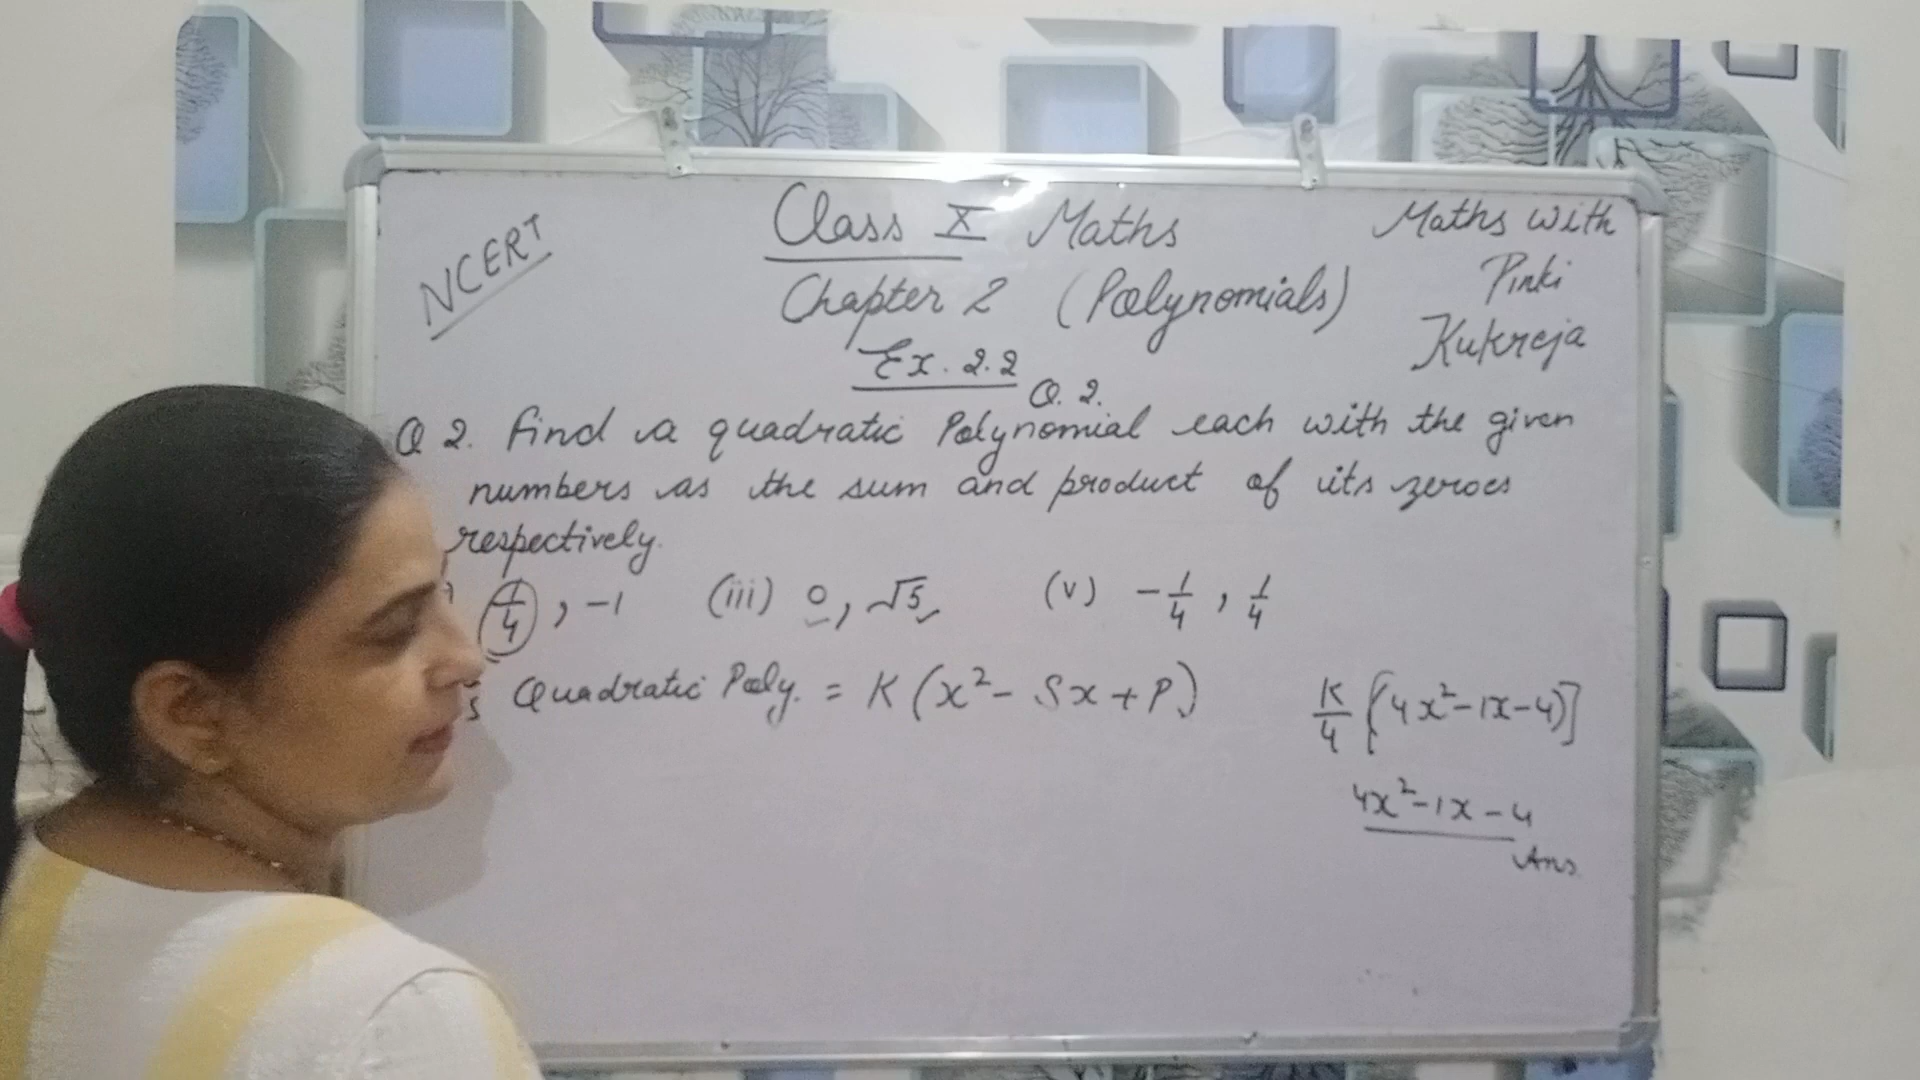 NCERT
Class X Maths
Maths with
Pinki
Kukreja
Chapter 2 (Polynomials)
Ex. 2.2
Q. 2.
Q 2. Find a quadratic Polynomial each with the given
numbers as the sum and product of its zeroes
respectively.
) 1/4, -1 (iii) 0, √5 (v) -1/4, 1/4
s Quadratic Poly. = K (x² - Sx + P)
K/4 [4x² - 1x - 4)]
4x² - 1x - 4
Ans